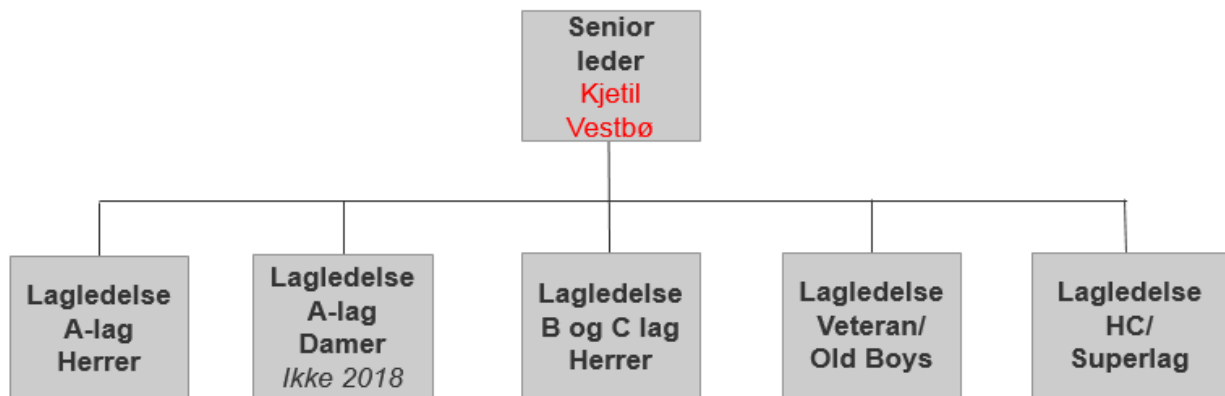 Senior
leder
Kjetil
Vestbø
Lagledelse
A-lag
Herrer
Lagledelse
A-lag
Damer
Ikke 2018
Lagledelse
B og C lag
Herrer
Lagledelse
Veteran/
Old Boys
Lagledelse
HC/
Superlag